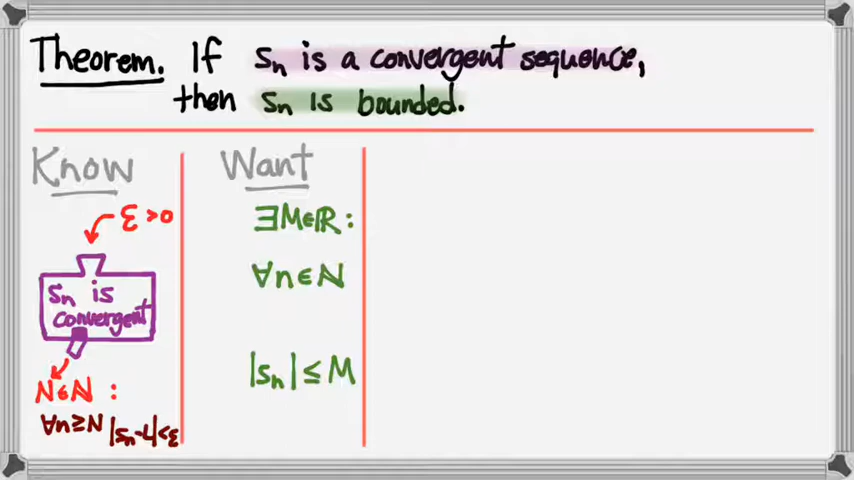 Theorem. If sₙ is a convergent sequence,
then sₙ is bounded.
Know
ε>0
sₙ is
convergent
N∈ℕ :
∀n≥N |sₙ-L|<ε
Want
∃M∈ℝ:
∀n∈ℕ
|sₙ|≤M